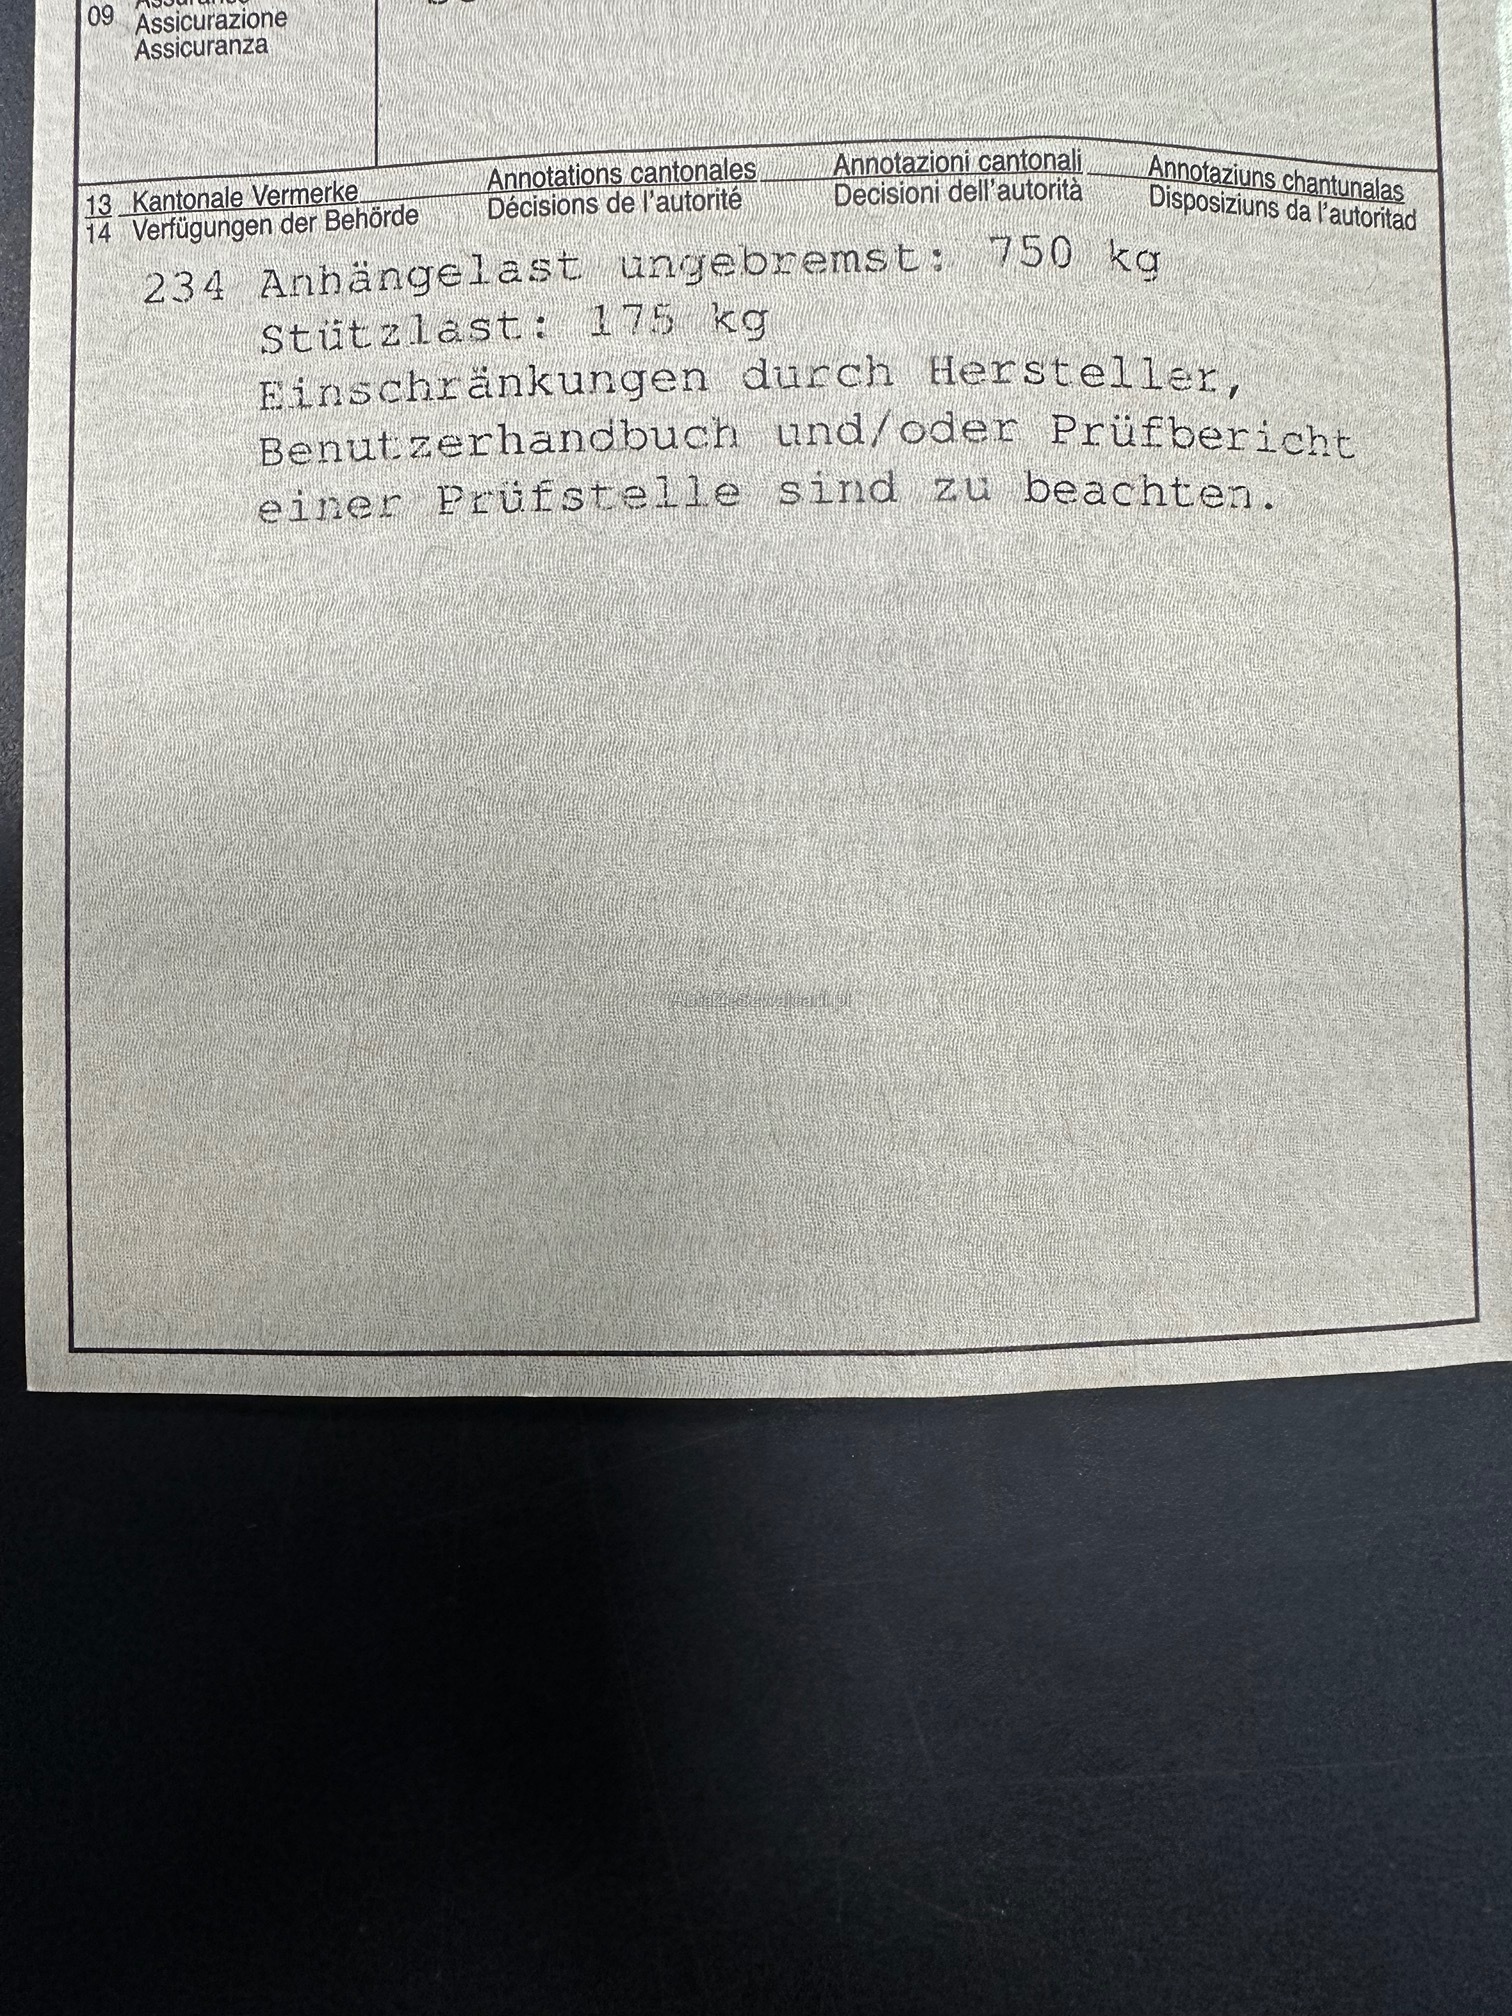 09 Assicurazione
Assicuranza
13 Kantonale Vermerke Annotations cantonales Annotazioni cantonali Annotaziuns chantunalas
14 Verfügungen der Behörde Décisions de l'autorité Decisioni dell'autorità Disposiziuns da l'autoritad
234 Anhängelast ungebremst: 750 kg
Stützlast: 175 kg
Einschränkungen durch Hersteller,
Benutzerhandbuch und/oder Prüfbericht
einer Prüfstelle sind zu beachten.
AutaZeSzwajcarii.pl